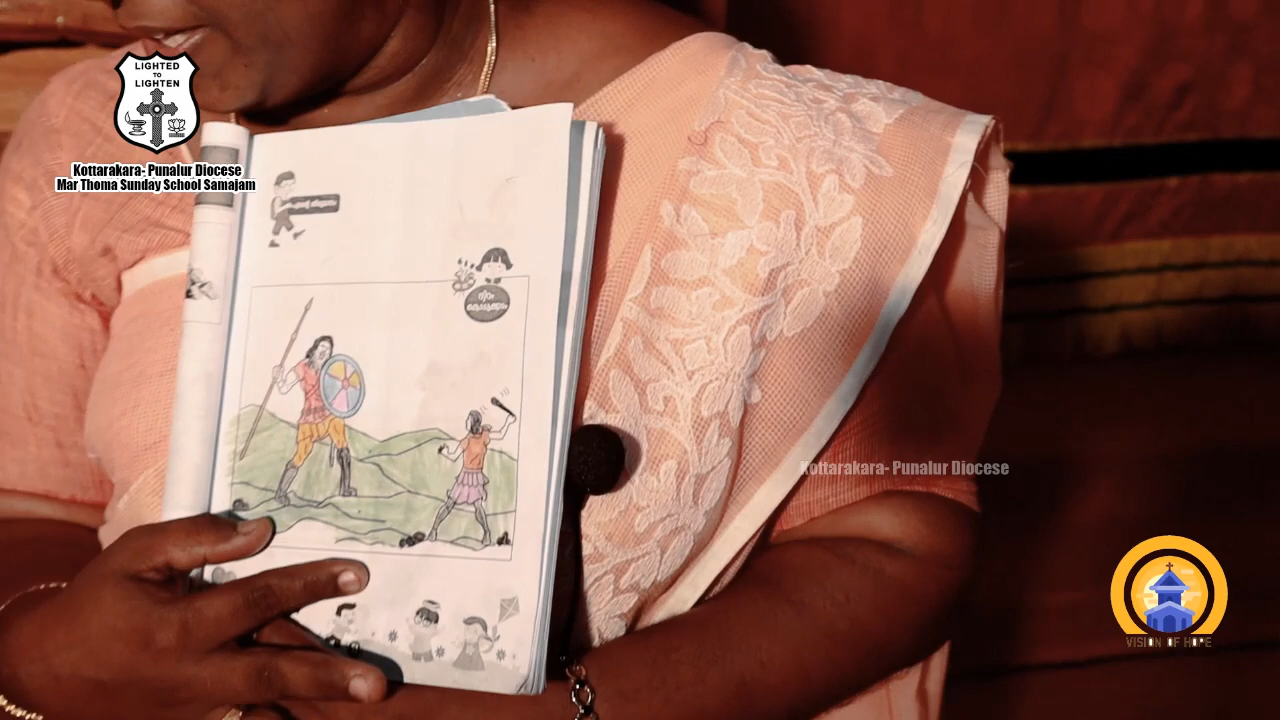 LIGHTED
TO
LIGHTEN
Kottarakara- Punalur Diocese
Mar Thoma Sunday School Samajam
നിറം
കൊടുക്കാം
Kottarakara- Punalur Diocese
VISION OF HOPE